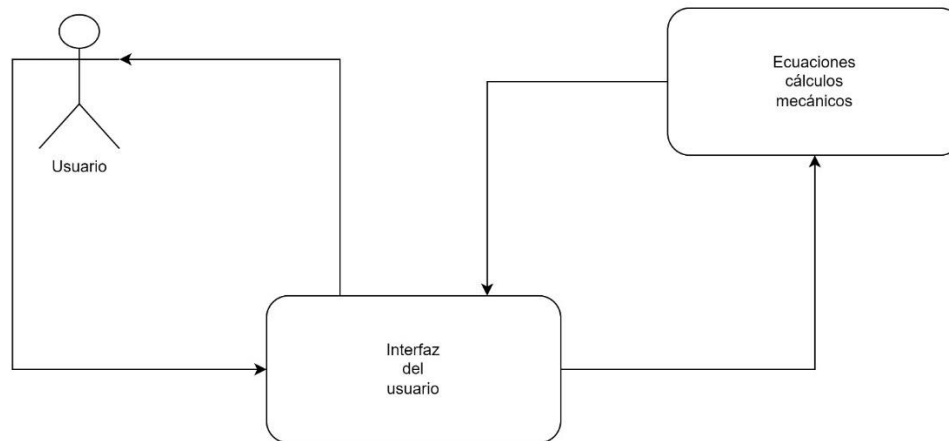 Usuario
Ecuaciones
cálculos
mecánicos
Interfaz
del
usuario